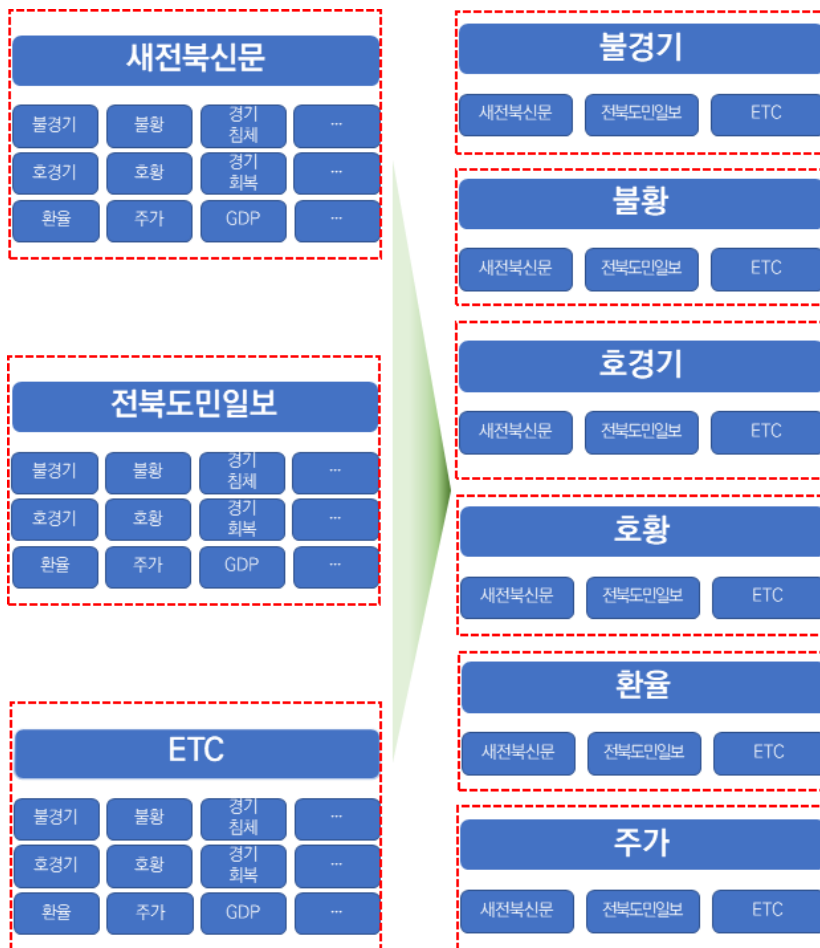 새전북신문
불경기
불황
경기
침체
...
호경기
호황
경기
회복
...
환율
주가
GDP
...
전북도민일보
불경기
불황
경기
침체
...
호경기
호황
경기
회복
...
환율
주가
GDP
...
ETC
불경기
불황
경기
침체
...
호경기
호황
경기
회복
...
환율
주가
GDP
...
불경기
새전북신문
전북도민일보
ETC
불황
새전북신문
전북도민일보
ETC
호경기
새전북신문
전북도민일보
ETC
호황
새전북신문
전북도민일보
ETC
환율
새전북신문
전북도민일보
ETC
주가
새전북신문
전북도민일보
ETC